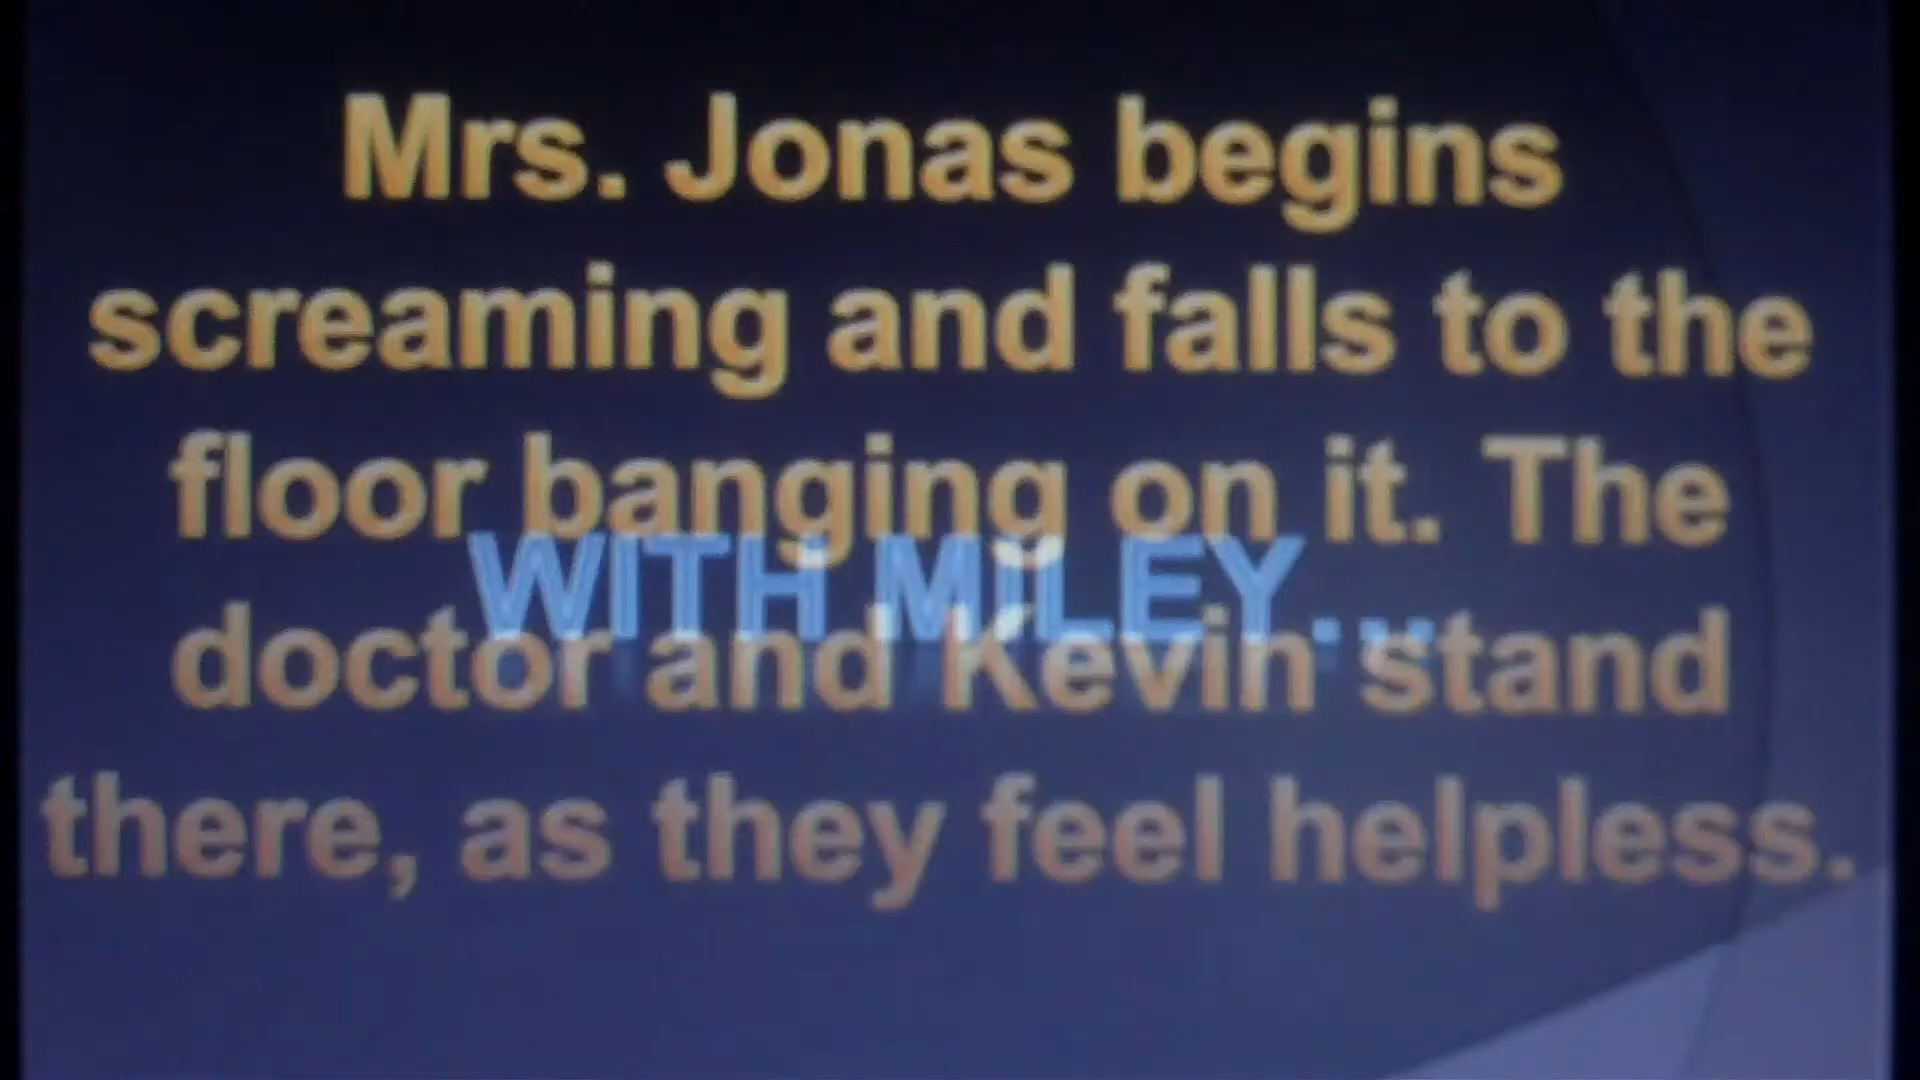 Mrs. Jonas begins
screaming and falls to the
floor banging on it. The
WITH MILEY...
doctor and Kevin stand
there, as they feel helpless.